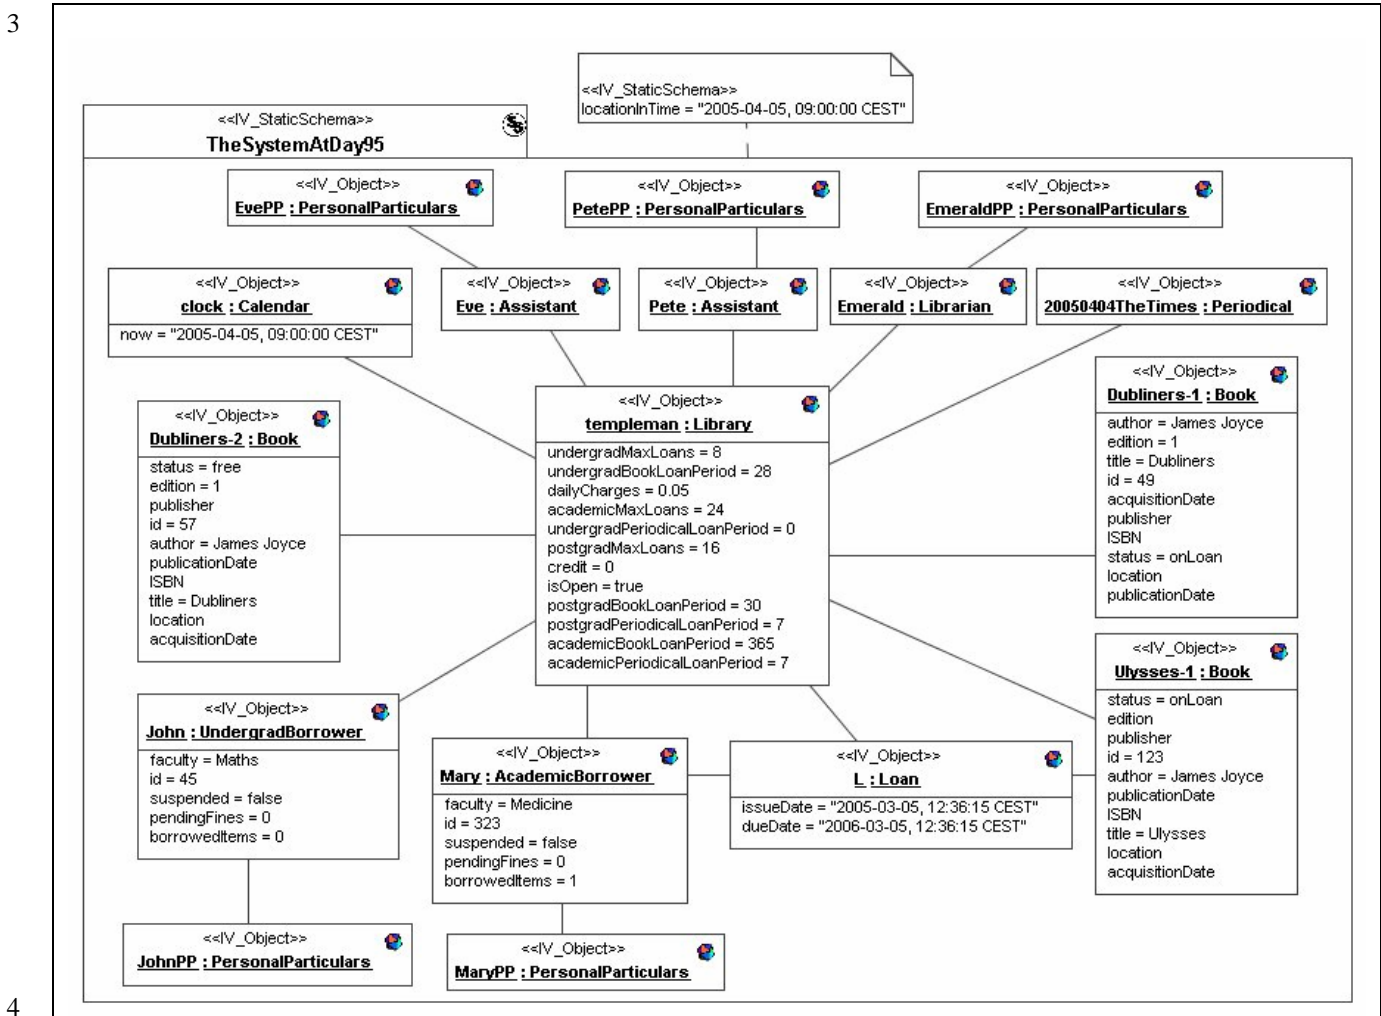 3
<<IV_StaticSchema>>
locationInTime = "2005-04-05, 09:00:00 CEST"
<<IV_StaticSchema>>
TheSystemAtDay95
<<IV_Object>>
EvePP : PersonalParticulars
<<IV_Object>>
PetePP : PersonalParticulars
<<IV_Object>>
EmeraldPP : PersonalParticulars
<<IV_Object>>
clock : Calendar
now = "2005-04-05, 09:00:00 CEST"
<<IV_Object>>
Eve : Assistant
<<IV_Object>>
Pete : Assistant
<<IV_Object>>
Emerald : Librarian
<<IV_Object>>
20050404TheTimes : Periodical
<<IV_Object>>
Dubliners-2 : Book
status = free
edition = 1
publisher
id = 57
author = James Joyce
publicationDate
ISBN
title = Dubliners
location
acquisitionDate
<<IV_Object>>
templeman : Library
undergradMaxLoans = 8
undergradBookLoanPeriod = 28
dailyCharges = 0.05
academicMaxLoans = 24
undergradPeriodicalLoanPeriod = 0
postgradMaxLoans = 16
credit = 0
isOpen = true
postgradBookLoanPeriod = 30
postgradPeriodicalLoanPeriod = 7
academicBookLoanPeriod = 365
academicPeriodicalLoanPeriod = 7
<<IV_Object>>
Dubliners-1 : Book
author = James Joyce
edition = 1
title = Dubliners
id = 49
acquisitionDate
publisher
ISBN
status = onLoan
location
publicationDate
<<IV_Object>>
John : UndergradBorrower
faculty = Maths
id = 45
suspended = false
pendingFines = 0
borrowedItems = 0
<<IV_Object>>
Mary : AcademicBorrower
faculty = Medicine
id = 323
suspended = false
pendingFines = 0
borrowedItems = 1
<<IV_Object>>
L : Loan
issueDate = "2005-03-05, 12:36:15 CEST"
dueDate = "2006-03-05, 12:36:15 CEST"
<<IV_Object>>
Ulysses-1 : Book
status = onLoan
edition
publisher
id = 123
author = James Joyce
publicationDate
ISBN
title = Ulysses
location
acquisitionDate
<<IV_Object>>
JohnPP : PersonalParticulars
<<IV_Object>>
MaryPP : PersonalParticulars
4